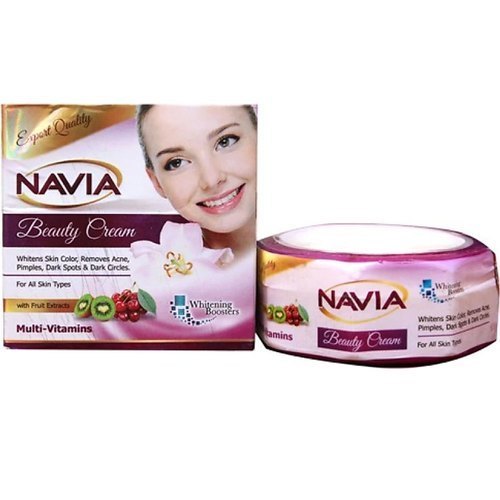 Export Quality
NAVIA
Beauty Cream
Whitens Skin Color, Removes Acne,
Pimples, Dark Spots & Dark Circles.
For All Skin Types
with Fruit Extracts
Multi-Vitamins
Whitening
Boosters
NAVIA
Beauty Cream
Whitens Skin Color, Removes Acne,
Pimples, Dark Spots & Dark Circles.
For All Skin Types